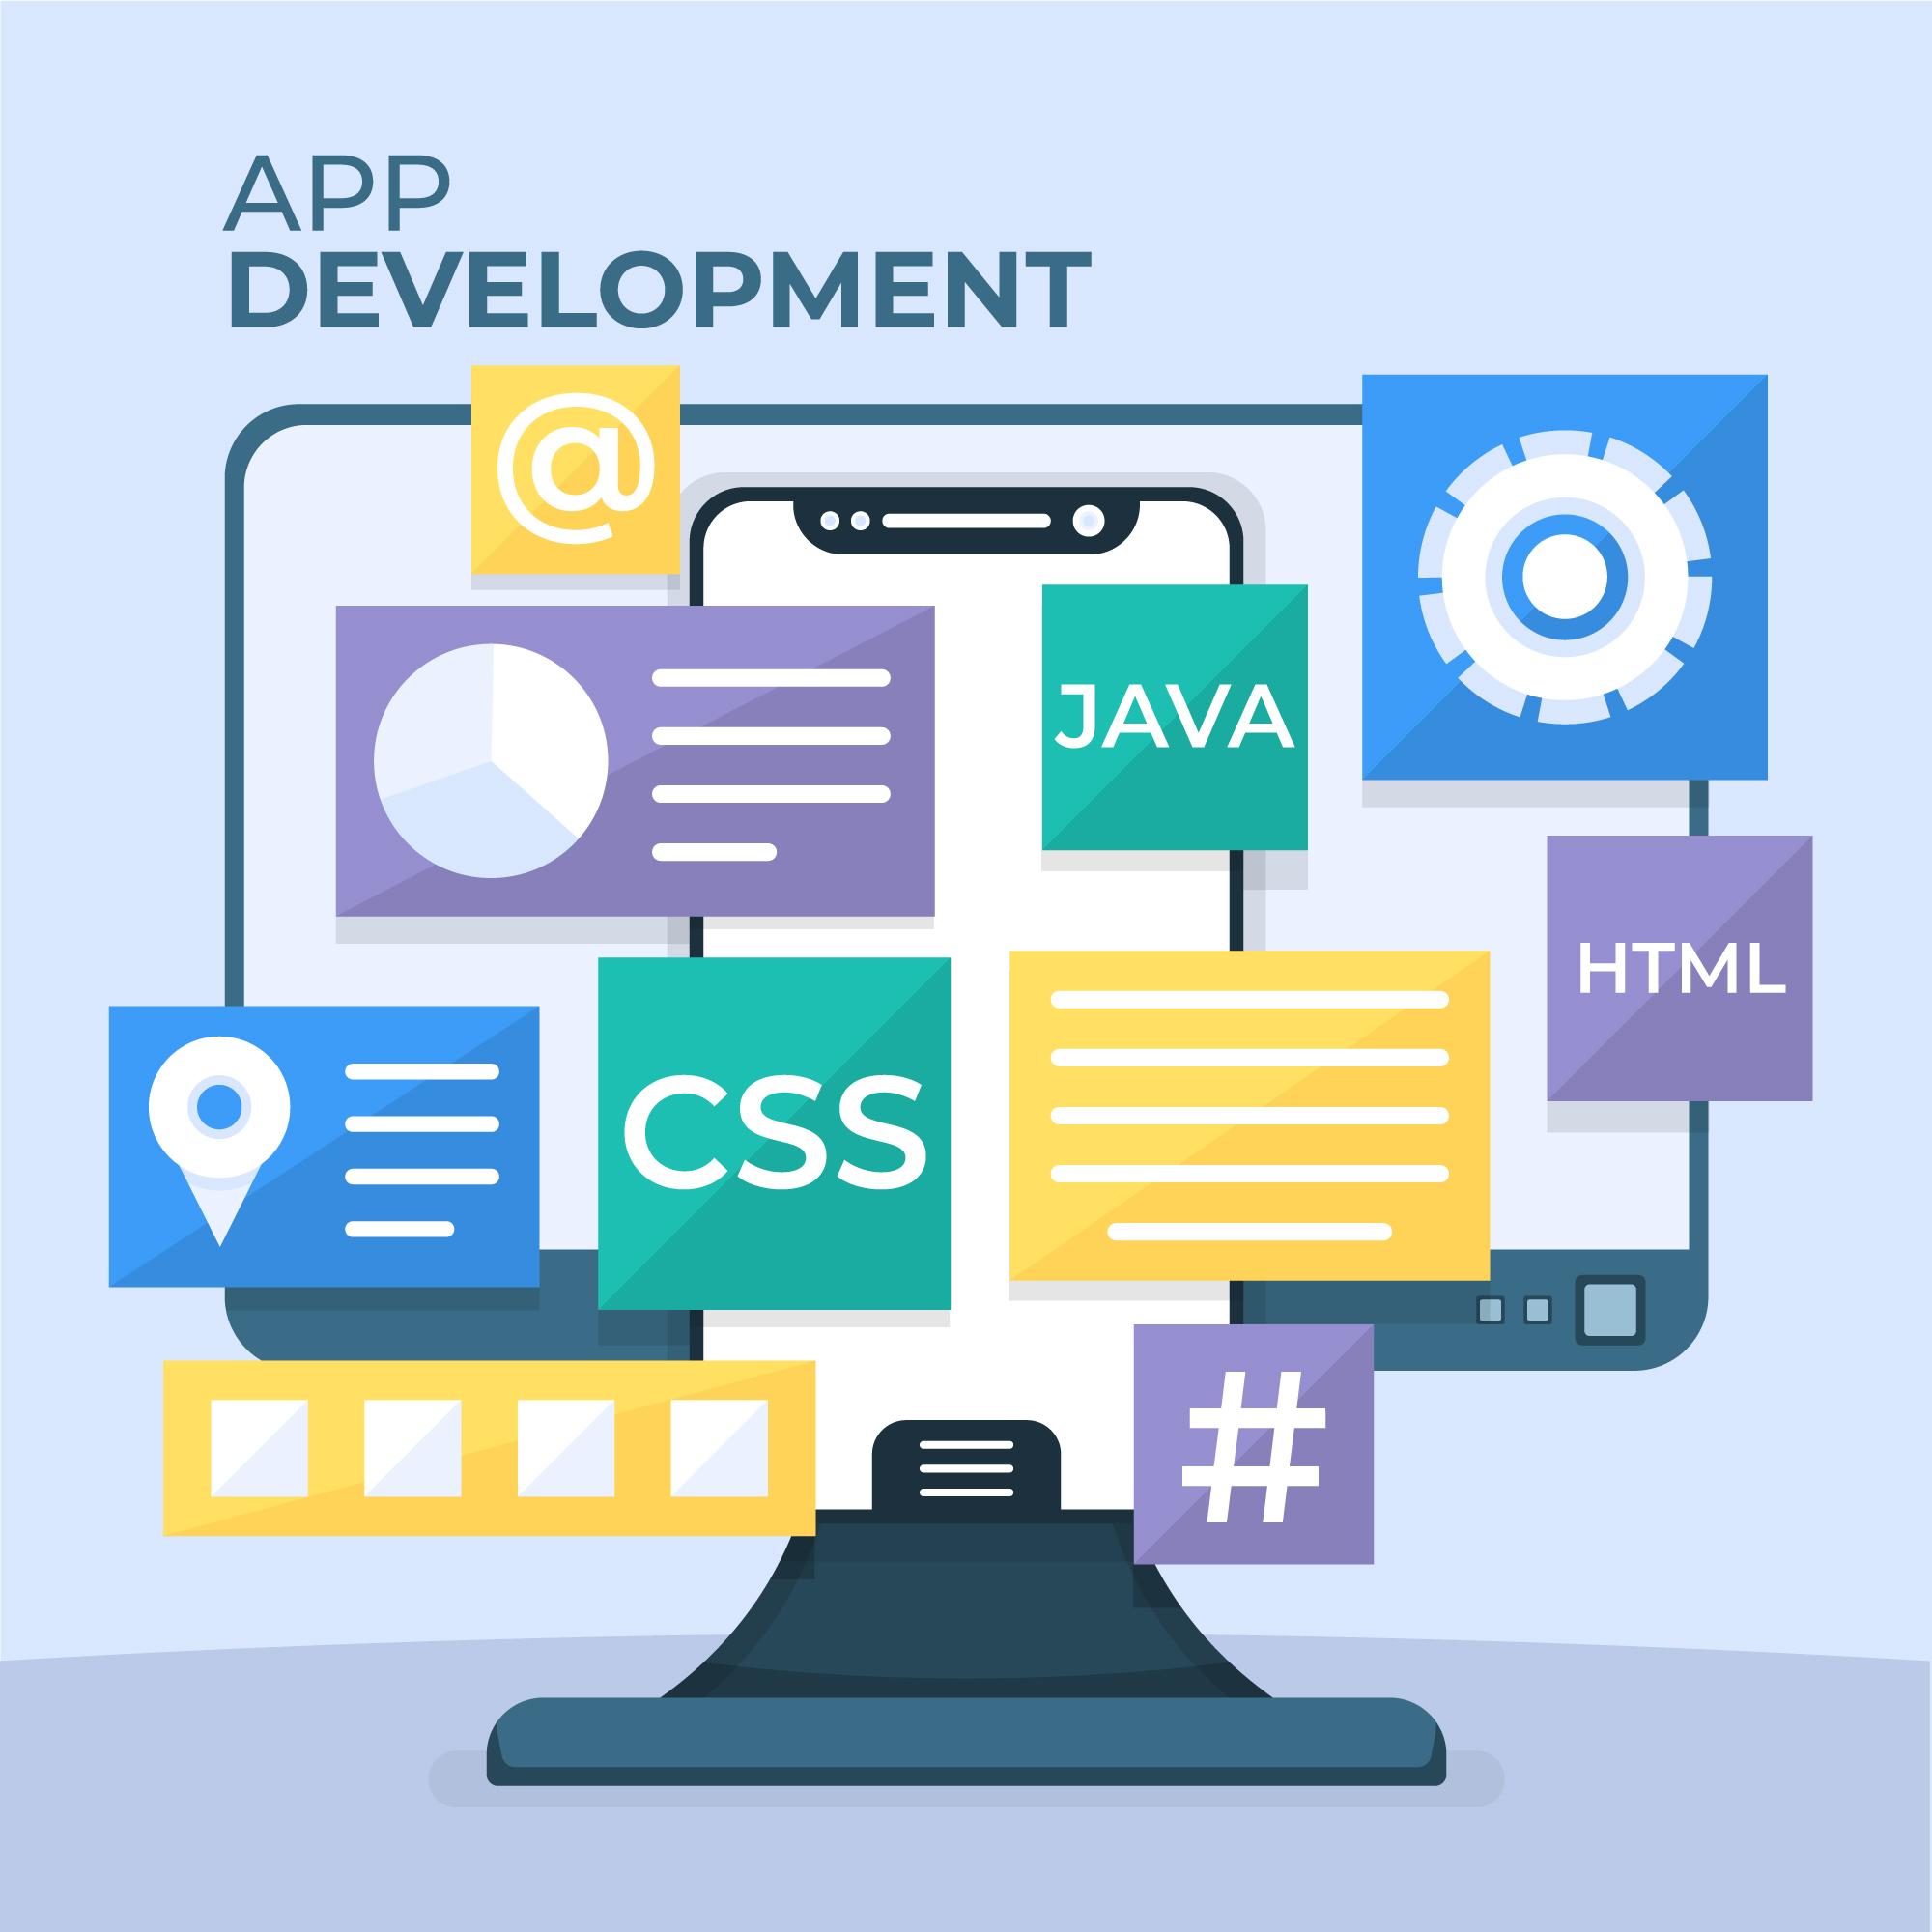 APP
DEVELOPMENT
@
JAVA
HTML
CSS
#